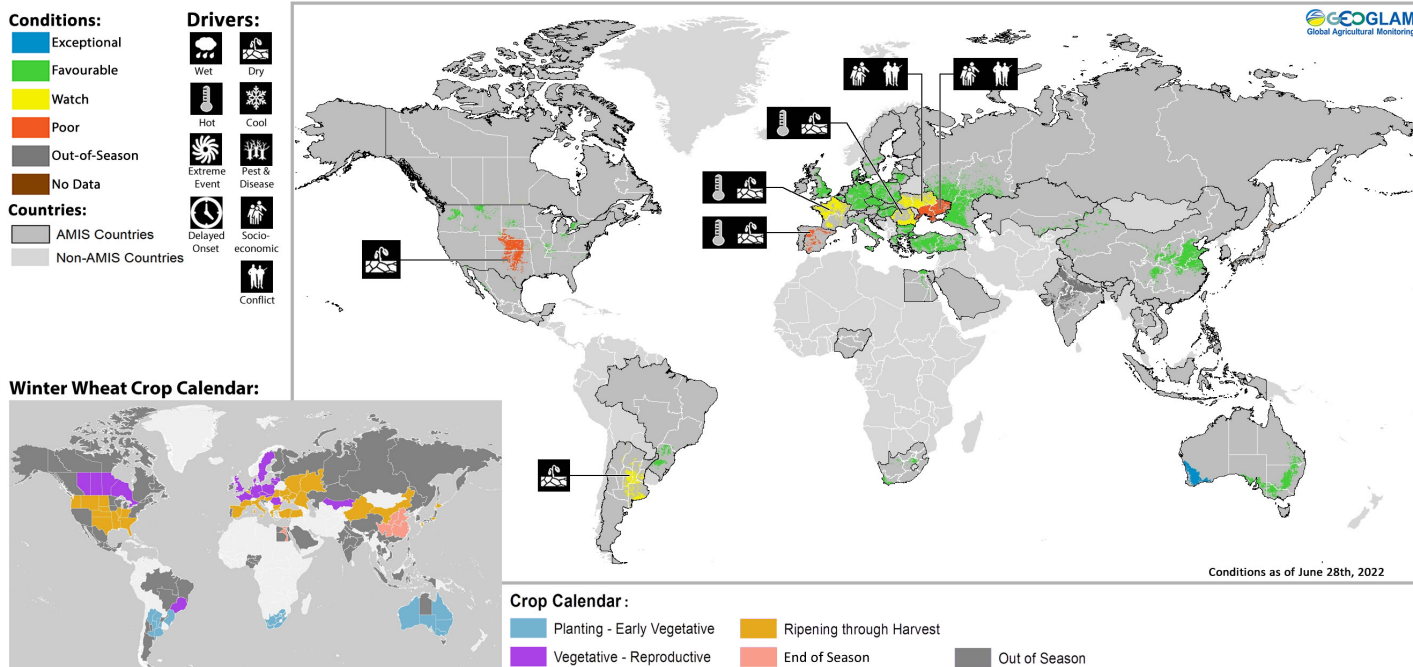 Conditions:
Exceptional
Favourable
Watch
Poor
Out-of-Season
No Data
Countries:
AMIS Countries
Non-AMIS Countries
Drivers:
Wet
Dry
Hot
Cool
Extreme
Event
Pest &
Disease
Delayed
Onset
Socio-
economic
Conflict
GEOGLAM
Global Agricultural Monitoring
Winter Wheat Crop Calendar:
Conditions as of June 28th, 2022
Crop Calendar :
Planting - Early Vegetative
Ripening through Harvest
Vegetative - Reproductive
End of Season
Out of Season